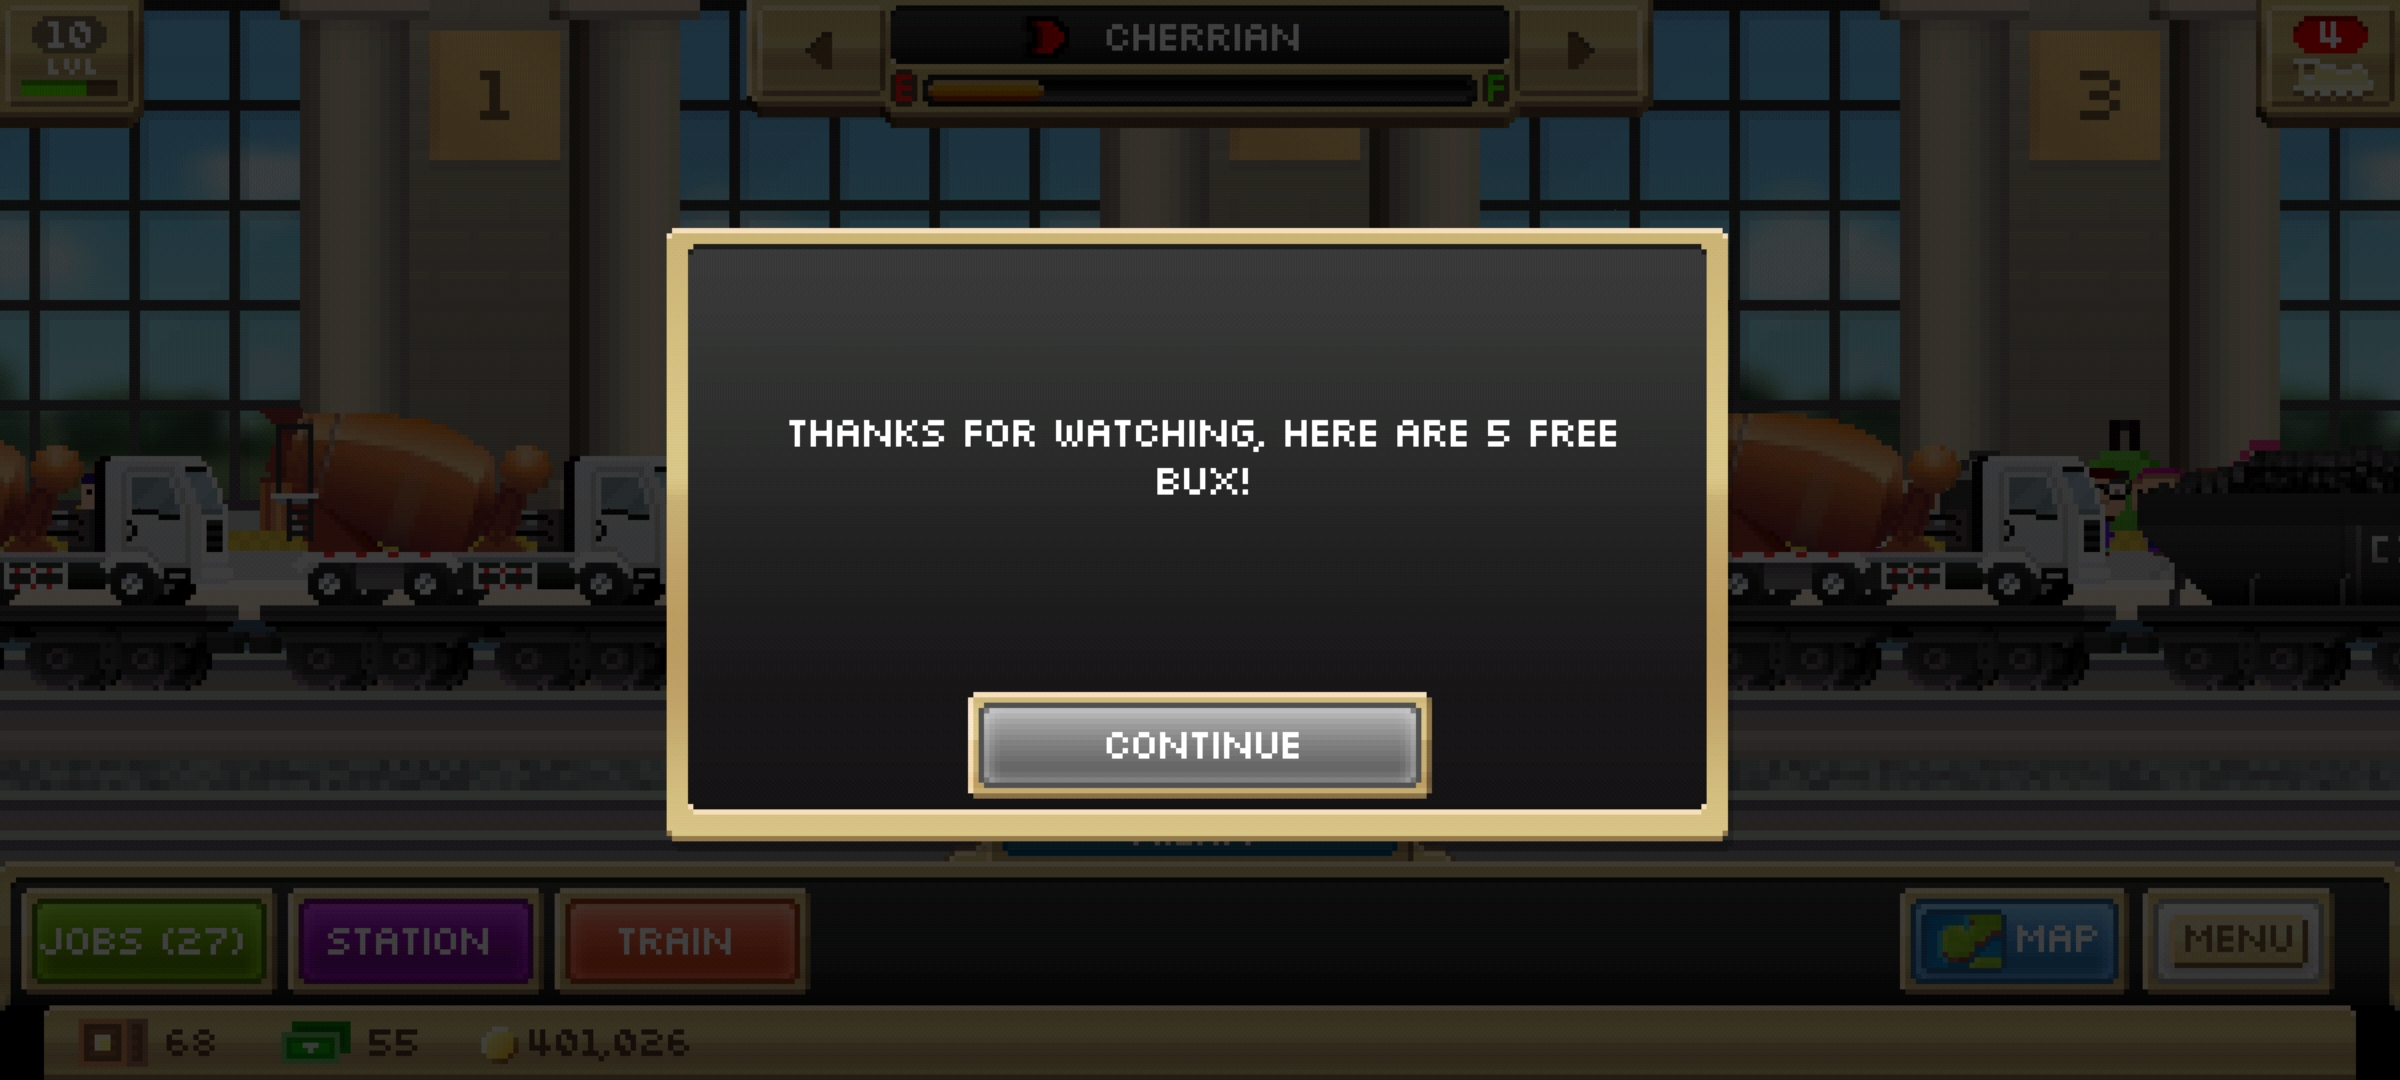 10
LVL
1
CHERRIAN
E
F
3
4
THANKS FOR WATCHING, HERE ARE 5 FREE
BUX!
CONTINUE
JOBS (27)
STATION
TRAIN
MAP
MENU
68
55
401,026